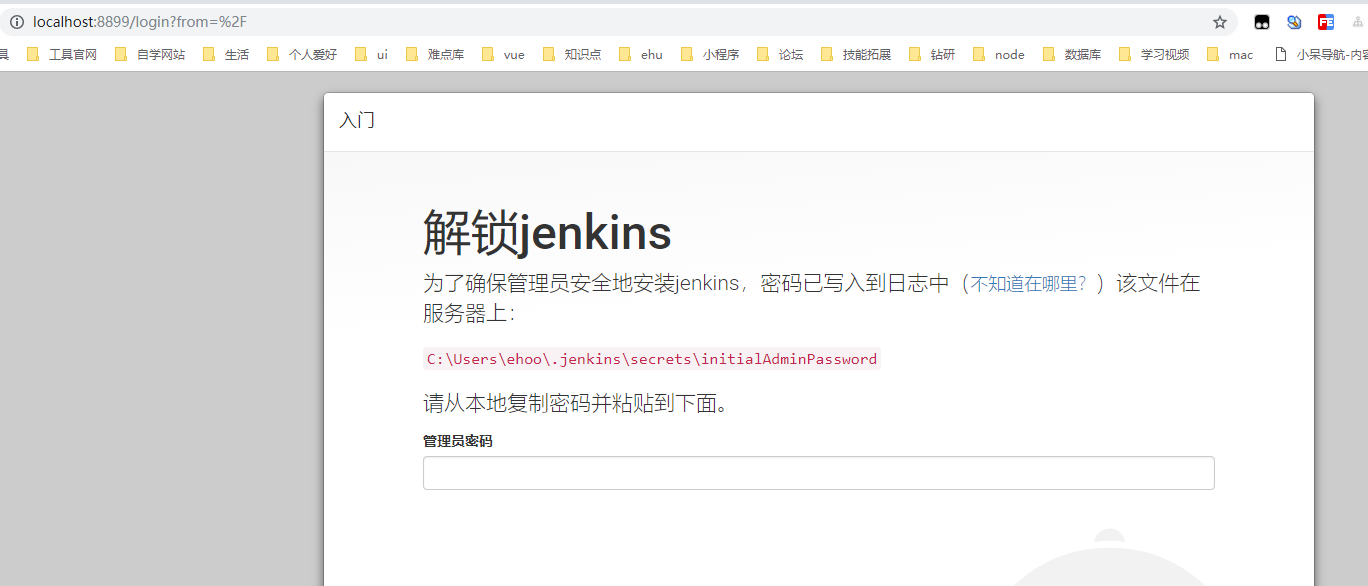 localhost:8899/login?from=%2F
具 工具官网 自学网站 生活 个人爱好 ui 难点库 vue 知识点 ehu 小程序 论坛 技能拓展 钻研 node 数据库 学习视频 mac 小呆导航-内容
入门
解锁jenkins
为了确保管理员安全地安装jenkins，密码已写入到日志中（不知道在哪里？）该文件在
服务器上：
C:\Users\ehoo\.jenkins\secrets\initialAdminPassword
请从本地复制密码并粘贴到下面。
管理员密码